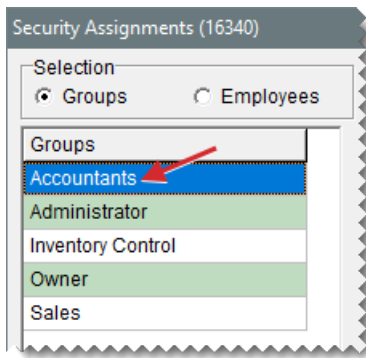 Security Assignments (16340)
Selection
Groups Employees
Groups
Accountants
Administrator
Inventory Control
Owner
Sales